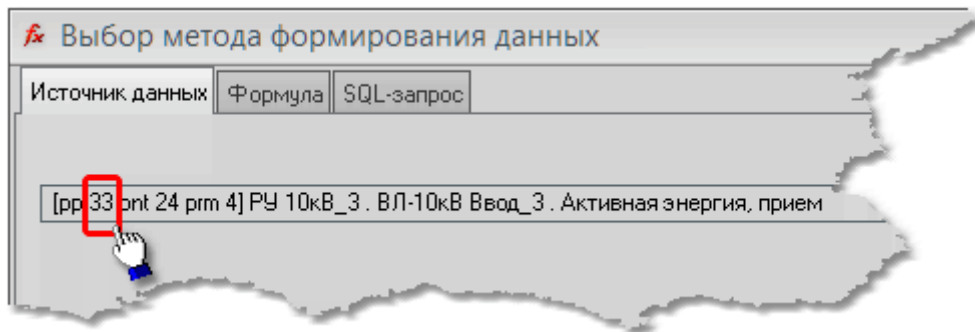 fx Выбор метода формирования данных
Источник данных Формула SQL-запрос
[pp 33 pnt 24 prm 4] РУ 10кВ_3 . ВЛ-10кВ Ввод_3 . Активная энергия, прием